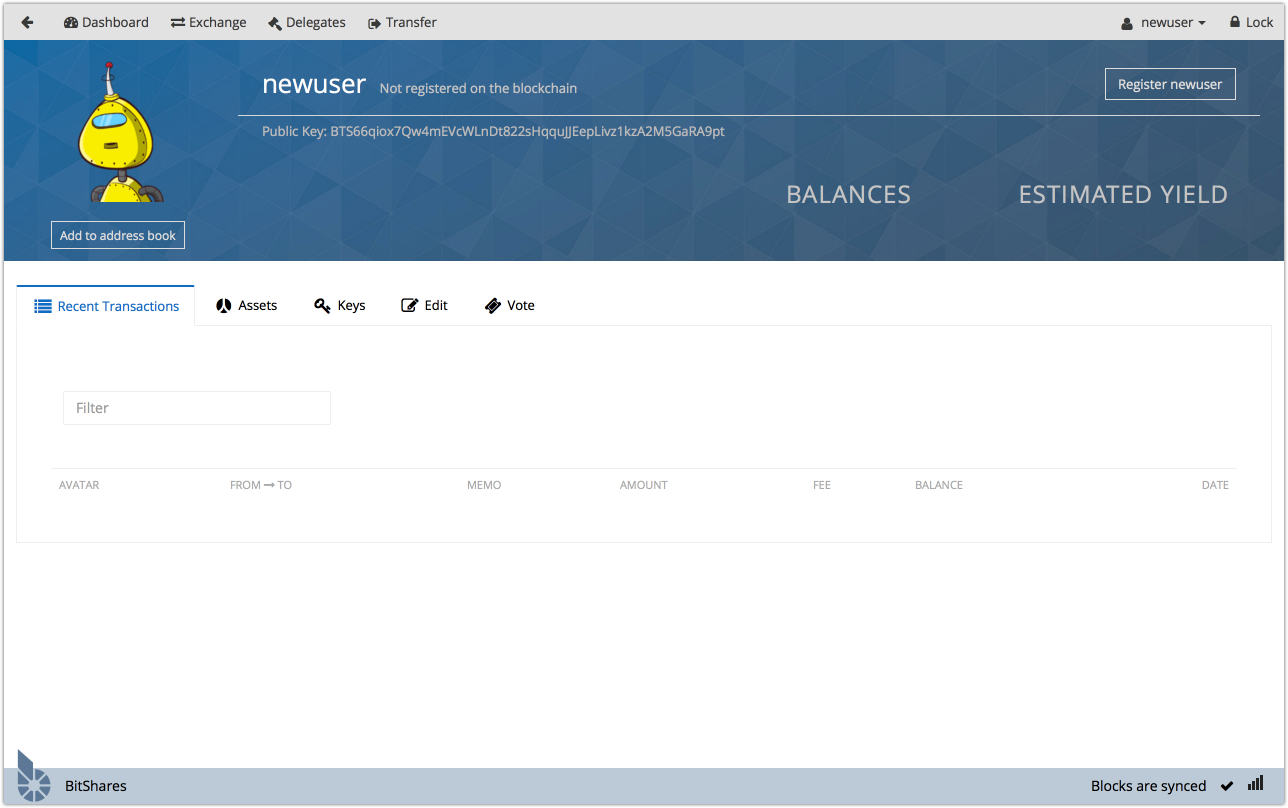 Dashboard Exchange Delegates Transfer newuser Lock
newuser Not registered on the blockchain Register newuser
Public Key: BTS66qiox7Qw4mEVcWLnDt822sHqquJJEepLivz1kzA2M5GaRA9pt
BALANCES ESTIMATED YIELD
Add to address book
Recent Transactions Assets Keys Edit Vote
Filter
AVATAR FROM ➞ TO MEMO AMOUNT FEE BALANCE DATE
BitShares Blocks are synced